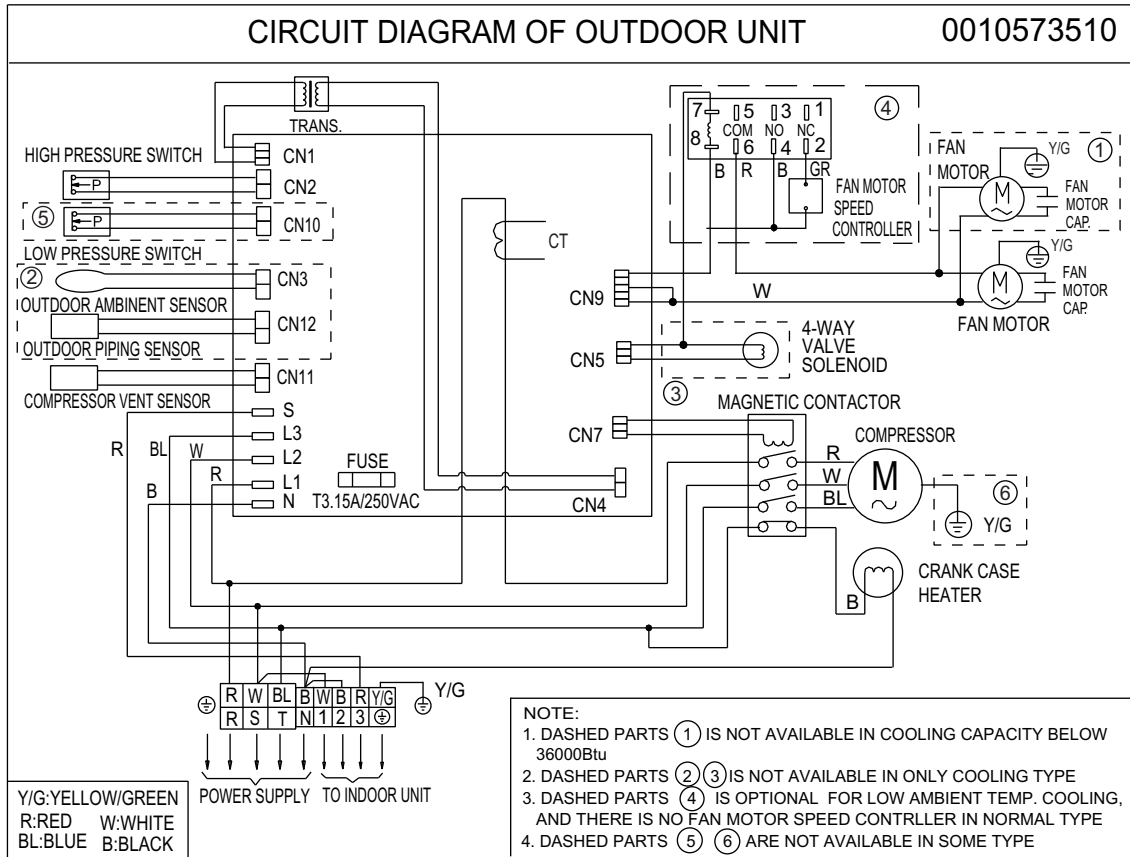 CIRCUIT DIAGRAM OF OUTDOOR UNIT
0010573510
TRANS.
HIGH PRESSURE SWITCH
P
CN1
CN2
5
P
CN10
LOW PRESSURE SWITCH
2
CN3
OUTDOOR AMBINENT SENSOR
CN12
OUTDOOR PIPING SENSOR
CN11
COMPRESSOR VENT SENSOR
S
L3
L2
L1
N
R
BL
W
R
B
FUSE
T3.15A/250VAC
CT
7 5 3 1
COM NO NC
8 6 4 2
B R B GR
4
FAN MOTOR
SPEED
CONTROLLER
FAN
MOTOR
Y/G
1
M
FAN
MOTOR
CAP.
Y/G
M
FAN
MOTOR
CAP.
FAN MOTOR
CN9
W
CN5
4-WAY
VALVE
SOLENOID
3
MAGNETIC CONTACTOR
CN7
CN4
COMPRESSOR
R
W
BL
M
6
Y/G
CRANK CASE
HEATER
B
R W BL B W B R Y/G
R S T N 1 2 3
Y/G
POWER SUPPLY
TO INDOOR UNIT
Y/G:YELLOW/GREEN
R:RED W:WHITE
BL:BLUE B:BLACK
NOTE:
1. DASHED PARTS 1 IS NOT AVAILABLE IN COOLING CAPACITY BELOW
36000Btu
2. DASHED PARTS 2 3 IS NOT AVAILABLE IN ONLY COOLING TYPE
3. DASHED PARTS 4 IS OPTIONAL FOR LOW AMBIENT TEMP. COOLING,
AND THERE IS NO FAN MOTOR SPEED CONTRLLER IN NORMAL TYPE
4. DASHED PARTS 5 6 ARE NOT AVAILABLE IN SOME TYPE